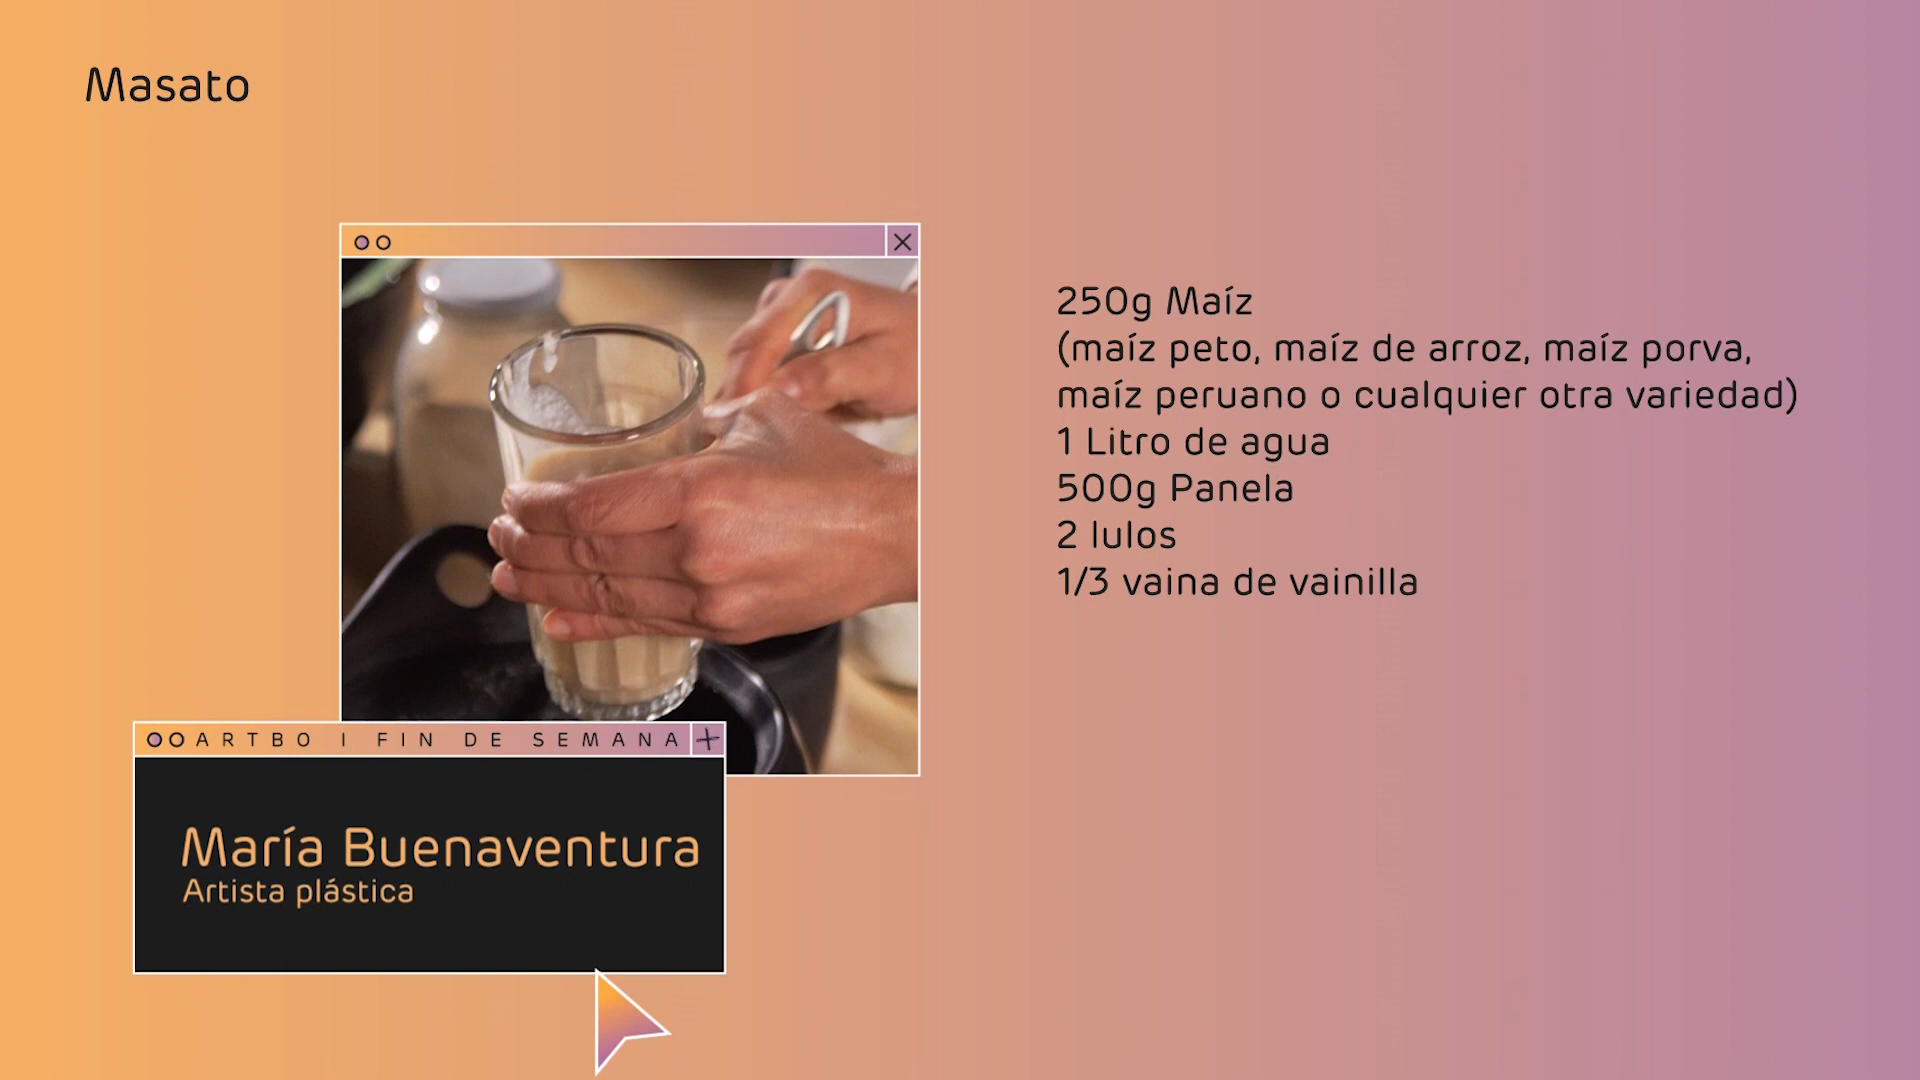 Masato
250g Maíz
(maíz peto, maíz de arroz, maíz porva,
maíz peruano o cualquier otra variedad)
1 Litro de agua
500g Panela
2 lulos
1/3 vaina de vainilla
ARTBO I FIN DE SEMANA
María Buenaventura
Artista plástica